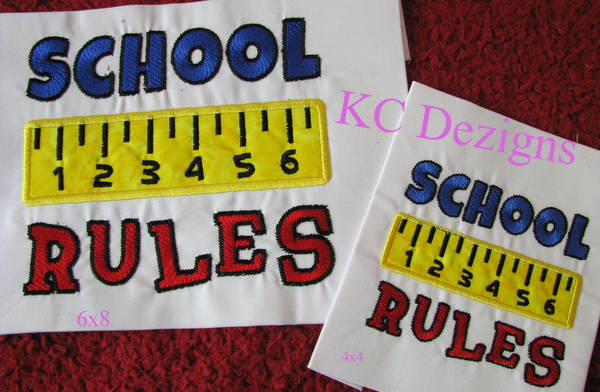 SCHOOL
1 2 3 4 5 6
RULES
6x8
KC Dezigns
SCHOOL
1 2 3 4 5 6
RULES
4x4